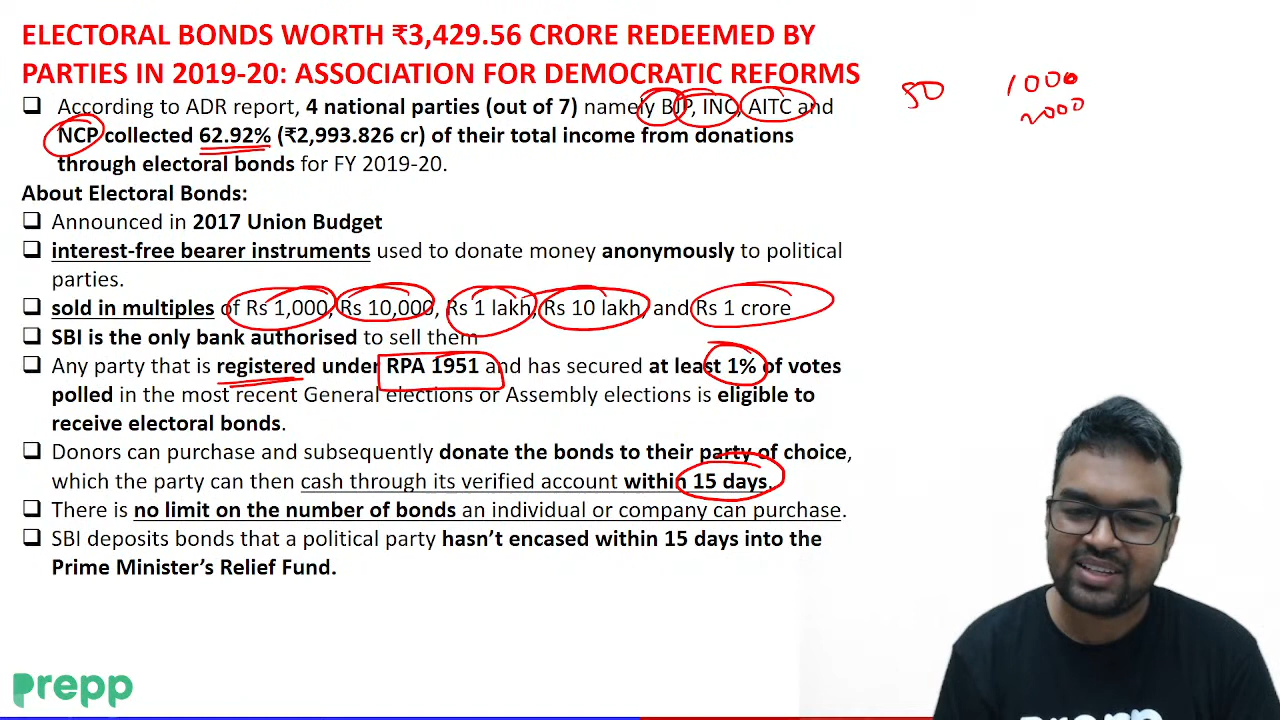 ELECTORAL BONDS WORTH ₹3,429.56 CRORE REDEEMED BY
PARTIES IN 2019-20: ASSOCIATION FOR DEMOCRATIC REFORMS
50 1000
2000
❑ According to ADR report, 4 national parties (out of 7) namely BJP, INC, AITC and
NCP collected 62.92% (₹2,993.826 cr) of their total income from donations
through electoral bonds for FY 2019-20.
About Electoral Bonds:
❑ Announced in 2017 Union Budget
❑ interest-free bearer instruments used to donate money anonymously to political
parties.
❑ sold in multiples of Rs 1,000, Rs 10,000, Rs 1 lakh, Rs 10 lakh, and Rs 1 crore
❑ SBI is the only bank authorised to sell them
❑ Any party that is registered under RPA 1951 and has secured at least 1% of votes
polled in the most recent General elections or Assembly elections is eligible to
receive electoral bonds.
❑ Donors can purchase and subsequently donate the bonds to their party of choice,
which the party can then cash through its verified account within 15 days.
❑ There is no limit on the number of bonds an individual or company can purchase.
❑ SBI deposits bonds that a political party hasn't encased within 15 days into the
Prime Minister's Relief Fund.
prepp